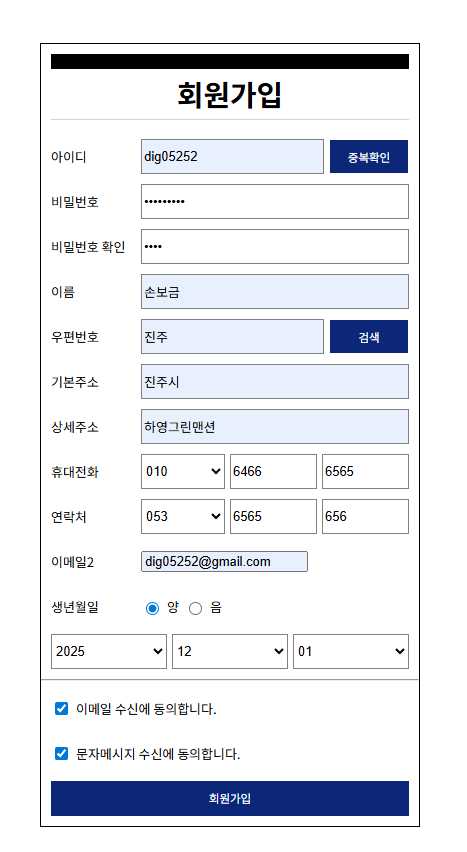 회원가입
아이디 dig05252 중복확인
비밀번호 •••••••••
비밀번호 확인 ••••
이름 손보금
우편번호 진주 검색
기본주소 진주시
상세주소 하영그린맨션
휴대전화 010 6466 6565
연락처 053 6565 656
이메일2 dig05252@gmail.com
생년월일 양 음
2025 12 01
이메일 수신에 동의합니다.
문자메시지 수신에 동의합니다.
회원가입